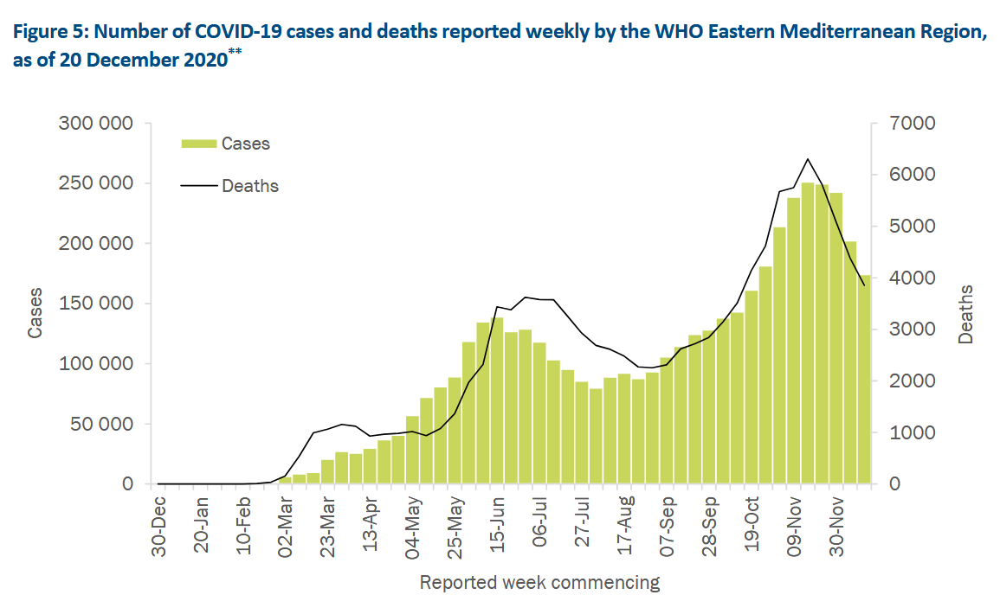 Figure 5: Number of COVID-19 cases and deaths reported weekly by the WHO Eastern Mediterranean Region,
as of 20 December 2020**
300 000
250 000
200 000
150 000
100 000
50 000
0
Cases
Cases
Deaths
7000
6000
5000
4000
3000
2000
1000
0
Deaths
30-Dec
20-Jan
10-Feb
02-Mar
23-Mar
13-Apr
04-May
25-May
15-Jun
06-Jul
27-Jul
17-Aug
07-Sep
28-Sep
19-Oct
09-Nov
30-Nov
Reported week commencing